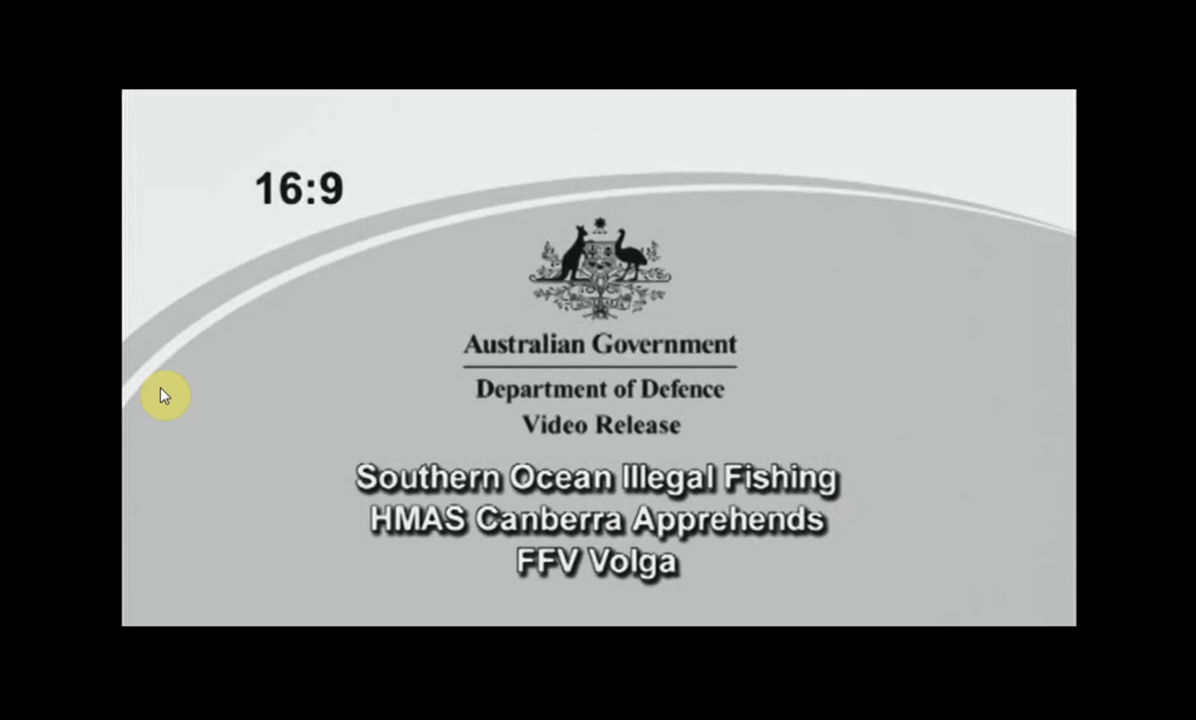 16:9
Australian Government
Department of Defence
Video Release
Southern Ocean Illegal Fishing
HMAS Canberra Apprehends
FFV Volga